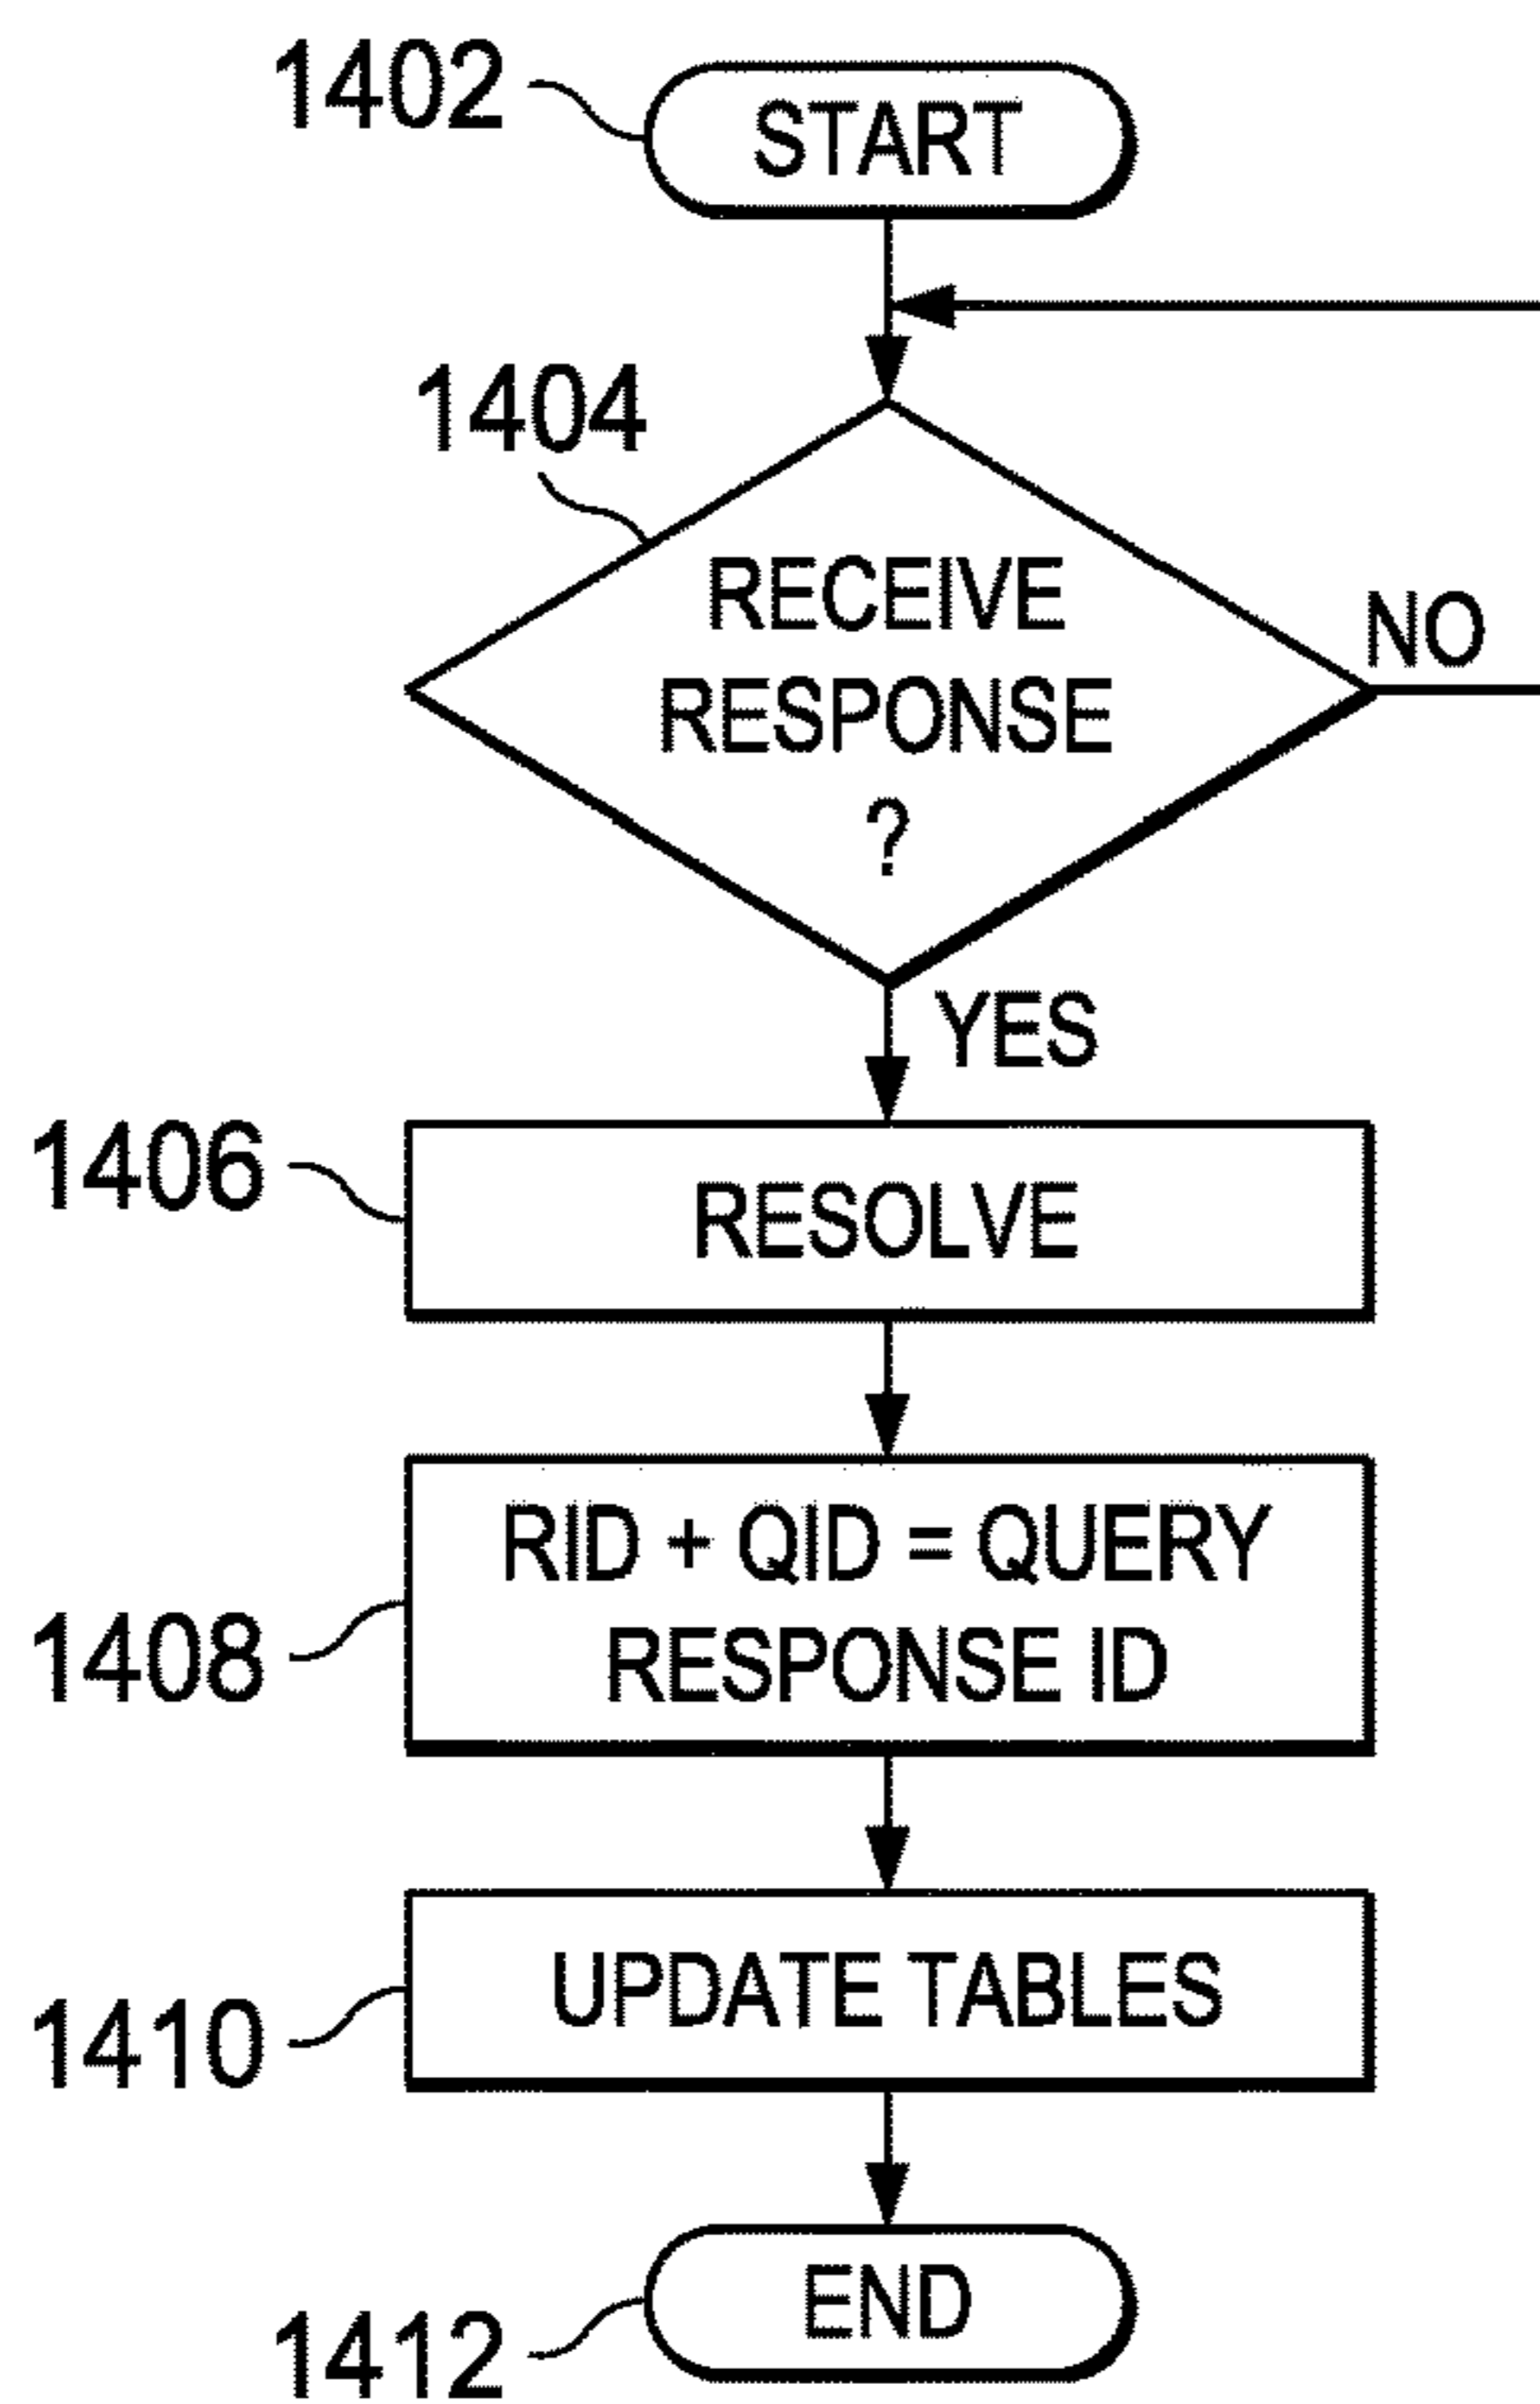 1402
START
1404
RECEIVE
RESPONSE
?
NO
YES
1406
RESOLVE
RID + QID = QUERY
RESPONSE ID
1408
UPDATE TABLES
1410
END
1412